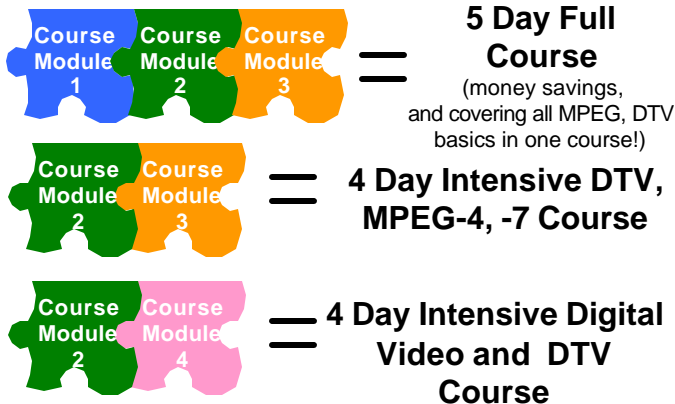 Course Module 1
Course Module 2
Course Module 3
=
5 Day Full
Course
(money savings,
and covering all MPEG, DTV
basics in one course!)
Course Module 2
Course Module 3
=
4 Day Intensive DTV,
MPEG-4, -7 Course
Course Module 2
Course Module 4
=
4 Day Intensive Digital
Video and DTV
Course